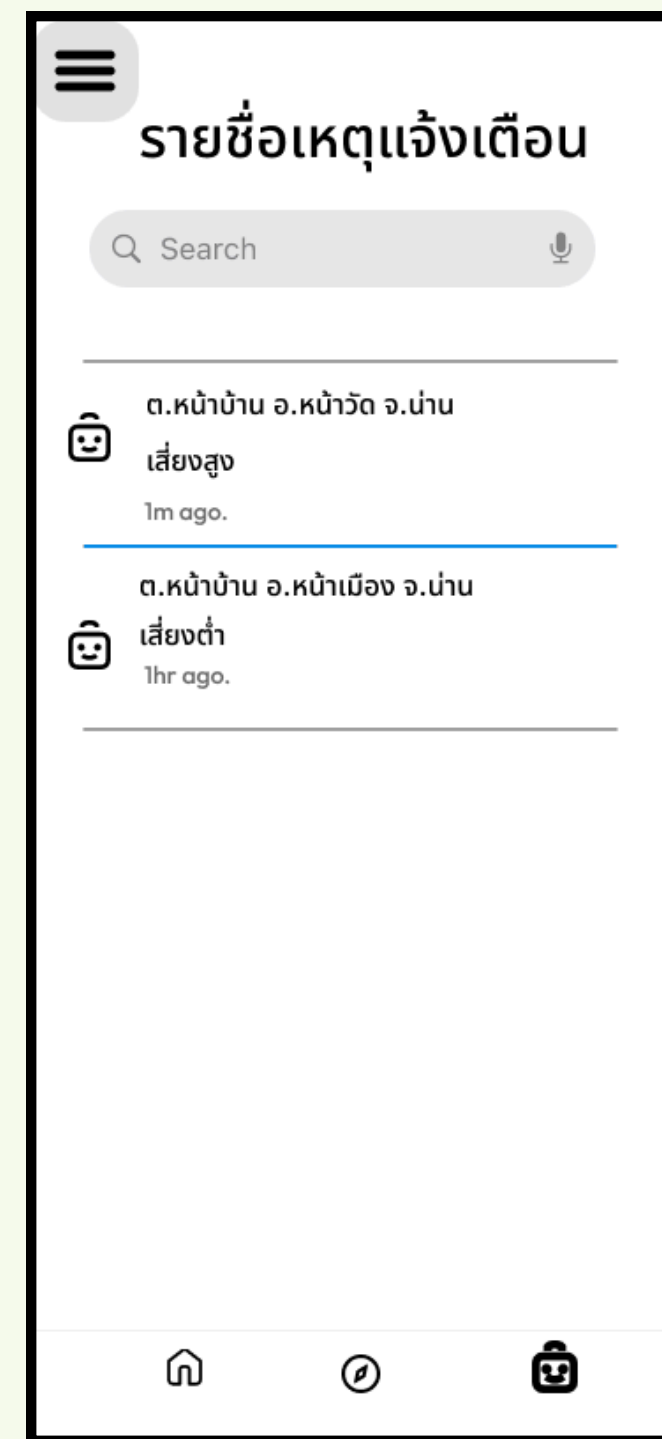 รายชื่อเหตุแจ้งเตือน
Search
ต.หน้าบ้าน อ.หน้าวัด จ.น่าน
เสี่ยงสูง
1m ago.
ต.หน้าบ้าน อ.หน้าเมือง จ.น่าน
เสี่ยงต่ำ
1hr ago.